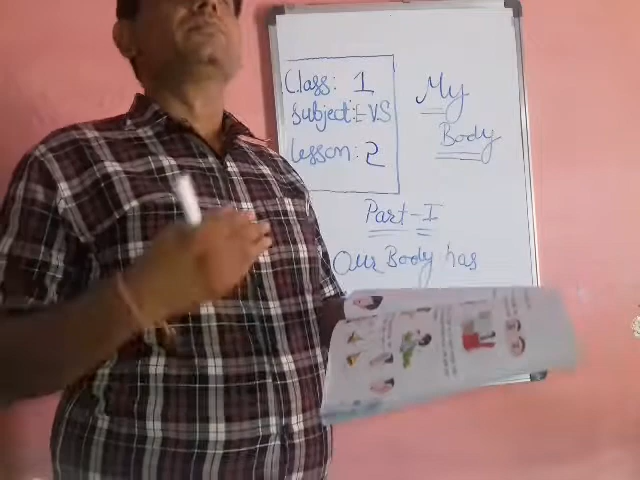 Class: 1
Subject: EVS
Lesson: 2
My
Body
Part-I
Our Body has